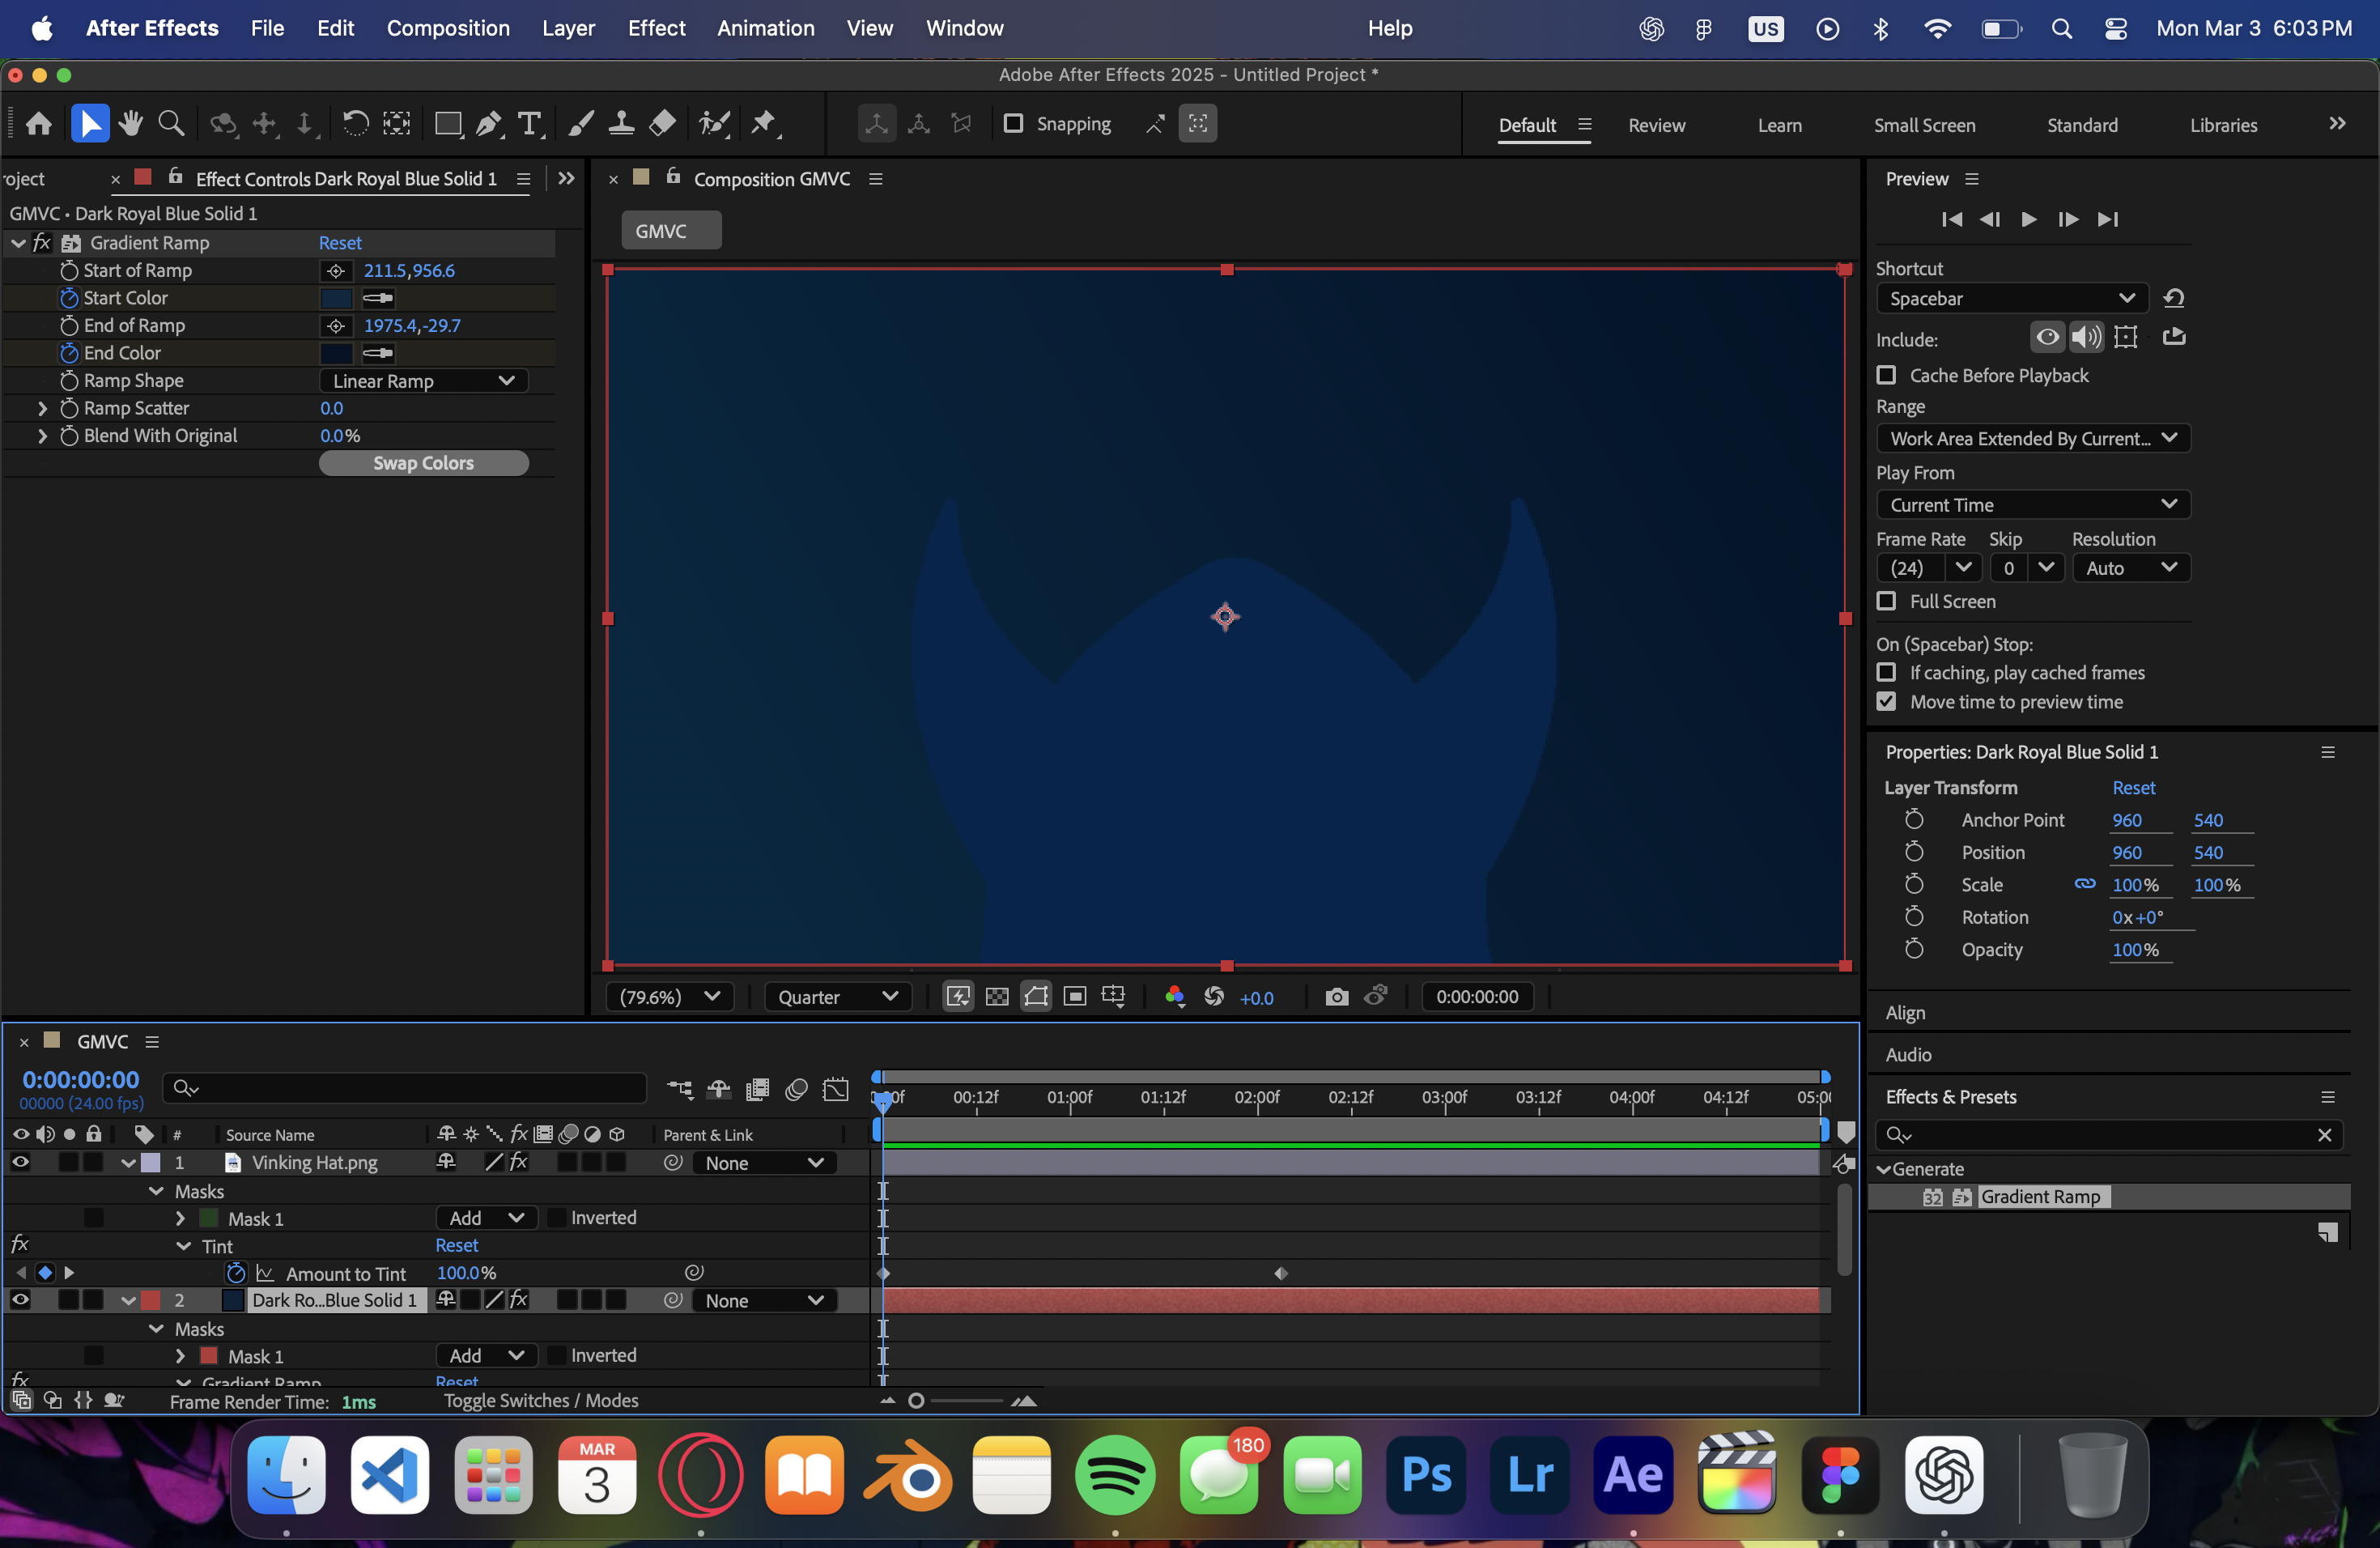 After Effects File Edit Composition Layer Effect Animation View Window Help US Mon Mar 3 6:03 PM
Adobe After Effects 2025 - Untitled Project *
Snapping Default Review Learn Small Screen Standard Libraries
roject Effect Controls Dark Royal Blue Solid 1
GMVC • Dark Royal Blue Solid 1
fx Gradient Ramp Reset
Start of Ramp 211.5,956.6
Start Color
End of Ramp 1975.4,-29.7
End Color
Ramp Shape Linear Ramp
Ramp Scatter 0.0
Blend With Original 0.0%
Swap Colors
Composition GMVC
GMVC
(79.6%) Quarter +0.0 0:00:00:00
Preview
Shortcut
Spacebar
Include:
Cache Before Playback
Range
Work Area Extended By Current...
Play From
Current Time
Frame Rate Skip Resolution
(24) 0 Auto
Full Screen
On (Spacebar) Stop:
If caching, play cached frames
Move time to preview time
Properties: Dark Royal Blue Solid 1
Layer Transform Reset
Anchor Point 960 540
Position 960 540
Scale 100% 100%
Rotation 0x+0°
Opacity 100%
Align
Audio
Effects & Presets
Generate
32 Gradient Ramp
GMVC
0:00:00:00
00000 (24.00 fps)
00:12f 01:00f 01:12f 02:00f 02:12f 03:00f 03:12f 04:00f 04:12f
# Source Name fx Parent & Link
1 Vinking Hat.png fx None
Masks
Mask 1 Add Inverted
fx Tint Reset
Amount to Tint 100.0%
2 Dark Ro...Blue Solid 1 fx None
Masks
Mask 1 Add Inverted
fx Gradient Ramp Reset
Frame Render Time: 1ms Toggle Switches / Modes
MAR
3
180
Ps
Lr
Ae